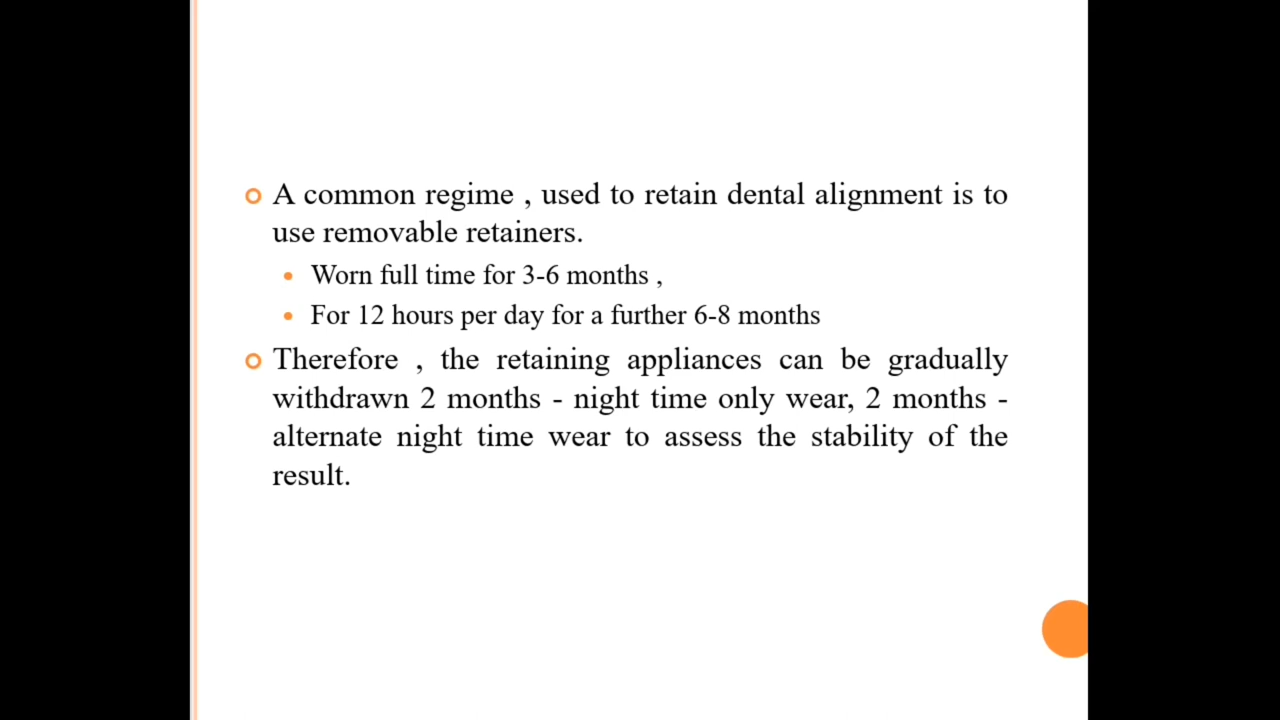 A common regime , used to retain dental alignment is to
use removable retainers.
Worn full time for 3-6 months ,
For 12 hours per day for a further 6-8 months
Therefore , the retaining appliances can be gradually
withdrawn 2 months - night time only wear, 2 months -
alternate night time wear to assess the stability of the
result.